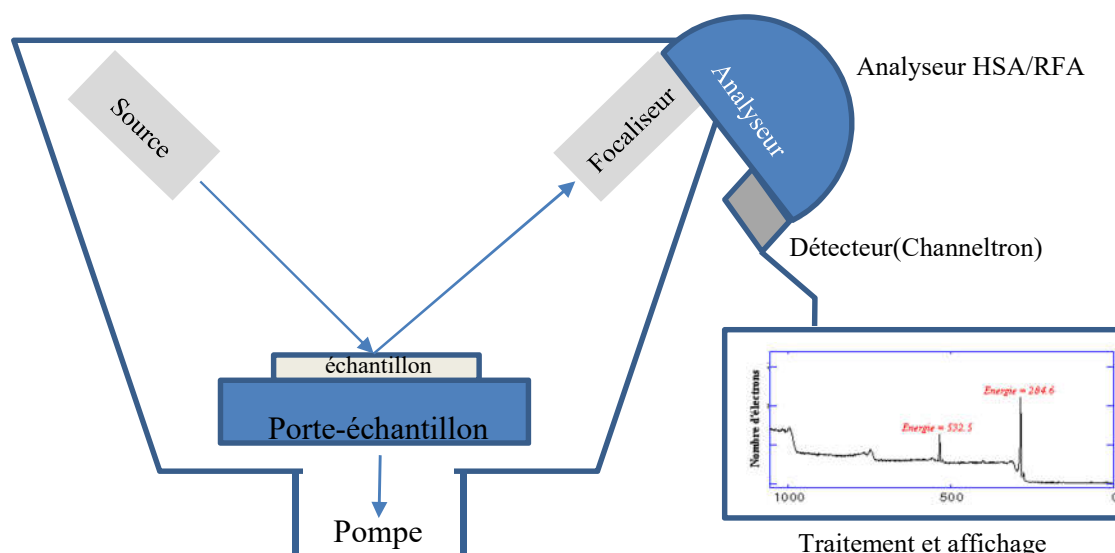 Source
Focaliseur
Analyseur
Analyseur HSA/RFA
Détecteur(Channeltron)
échantillon
Porte-échantillon
Pompe
Nombre d'électrons
Energie = 284.6
Energie = 532.5
1000
500
0
Traitement et affichage